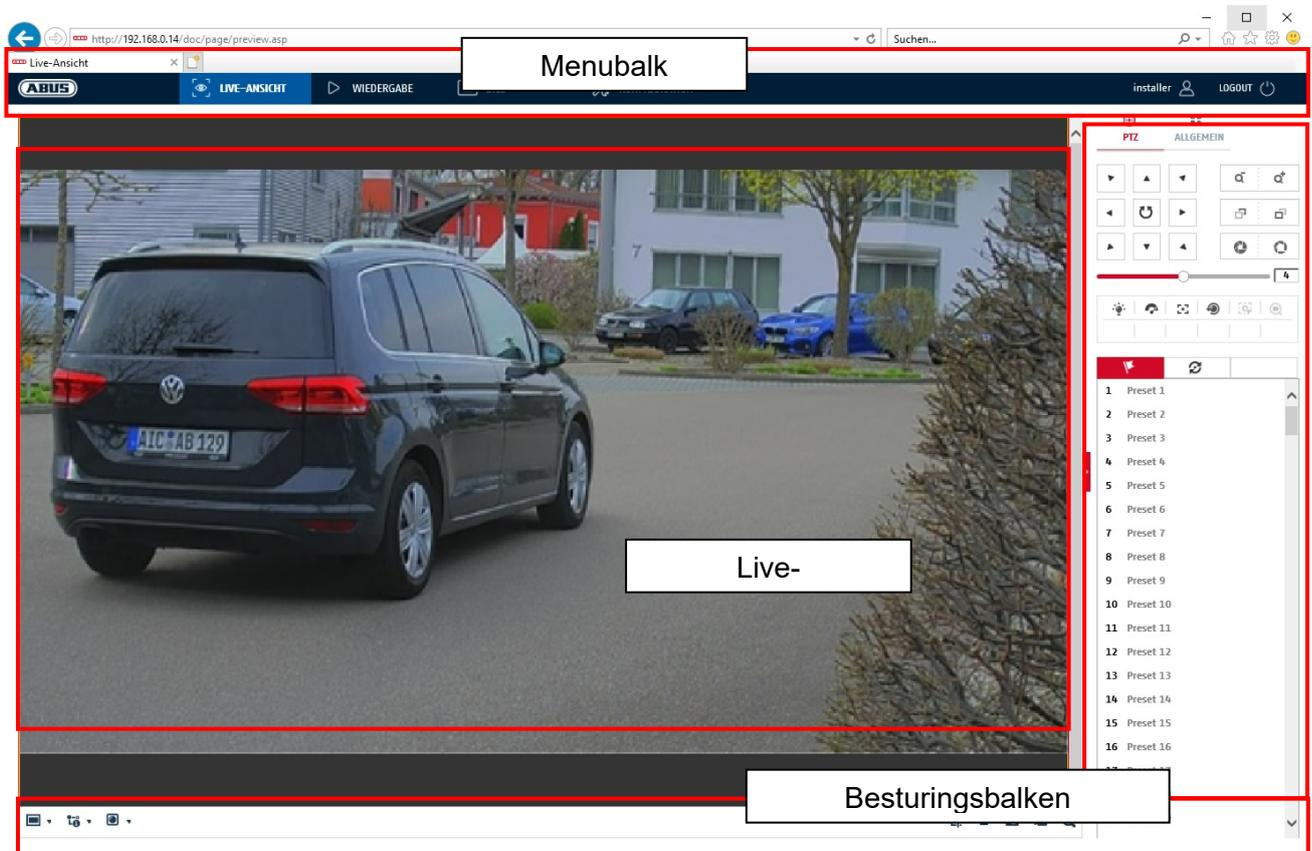 http://192.168.0.14/doc/page/preview.asp
Suchen...
Live-Ansicht
Menubalk
ABUS
LIVE-ANSICHT
WIEDERGABE
installer
LOGOUT
PTZ
ALLGEMEIN
4
7
AIC AB 129
Live-
1 Preset 1
2 Preset 2
3 Preset 3
4 Preset 4
5 Preset 5
6 Preset 6
7 Preset 7
8 Preset 8
9 Preset 9
10 Preset 10
11 Preset 11
12 Preset 12
13 Preset 13
14 Preset 14
15 Preset 15
16 Preset 16
Besturingsbalken